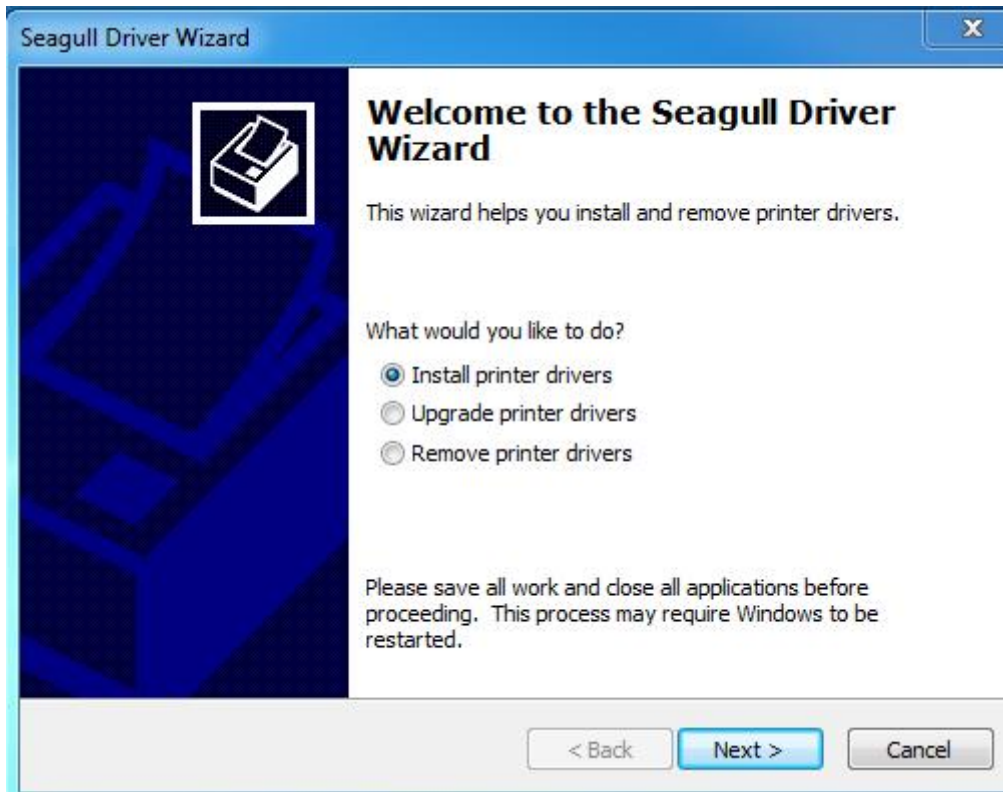 Seagull Driver Wizard
X
Welcome to the Seagull Driver
Wizard
This wizard helps you install and remove printer drivers.
What would you like to do?
Install printer drivers
Upgrade printer drivers
Remove printer drivers
Please save all work and close all applications before
proceeding. This process may require Windows to be
restarted.
< Back Next > Cancel